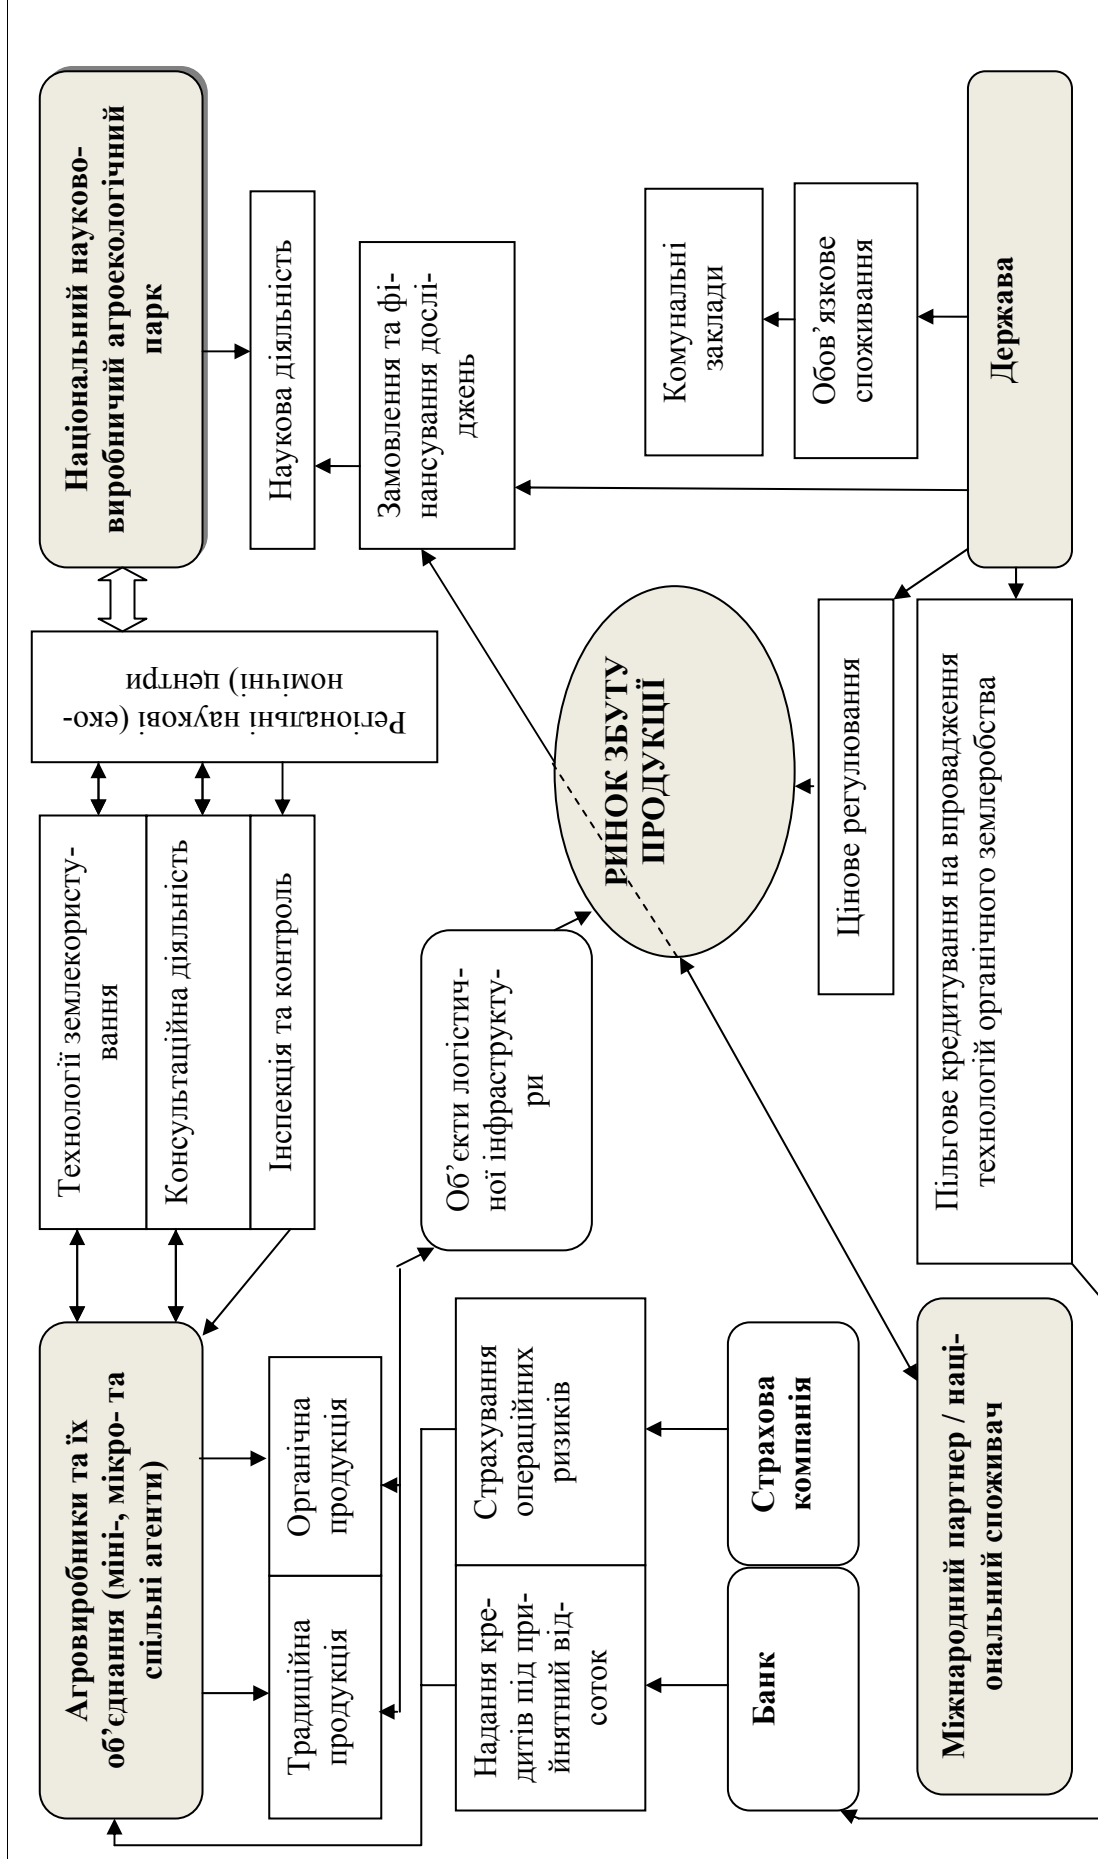 Агровиробники та їх
об’єднання (міні-, мікро- та
спільні агенти)
Технології землекористу-
вання
Консультаційна діяльність
Інспекція та контроль
Регіональні наукові (еко-
номічні) центри
Національний науково-
виробничий агроекологічний
парк
Традиційна
продукція
Органічна
продукція
Наукова діяльність
Об’єкти логістич-
ної інфраструкту-
ри
Замовлення та фі-
нансування дослі-
джень
Надання кре-
дитів під при-
йнятний від-
соток
Страхування
операційних
ризиків
РИНОК ЗБУТУ
ПРОДУКЦІЇ
Комунальні
заклади
Банк
Страхова
компанія
Цінове регулювання
Обов’язкове
споживання
Міжнародний партнер / наці-
ональний споживач
Пільгове кредитування на впровадження
технологій органічного землеробства
Держава